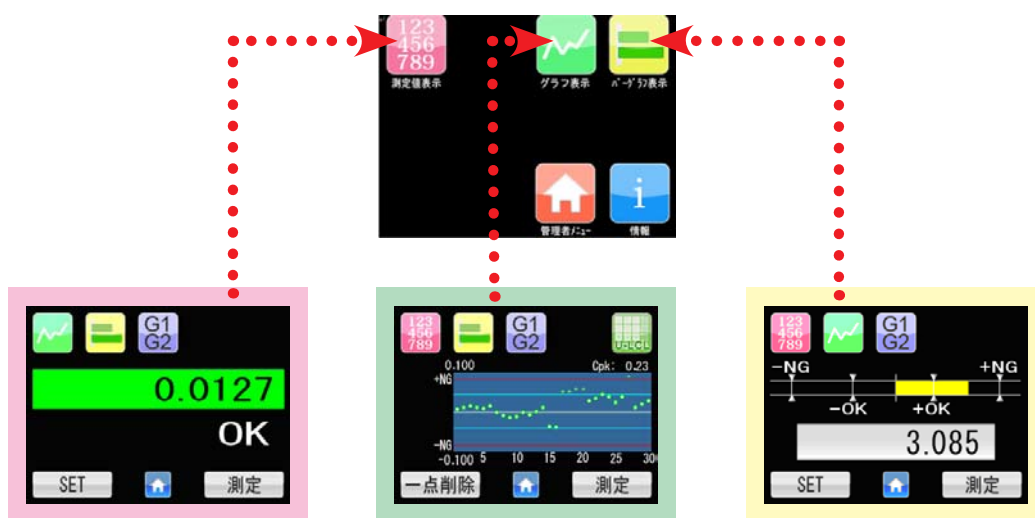 123
456
789
測定値表示
グラフ表示
バーグラフ表示
管理者メニュー
i
情報
G1
G2
0.0127
OK
SET
測定
123
456
789
G1
G2
U-LCL
0.100
Cpk: 0.23
+NG
-NG
-0.100
5 10 15 20 25 30
一点削除
測定
123
456
789
G1
G2
-NG
+NG
-OK
+OK
3.085
SET
測定